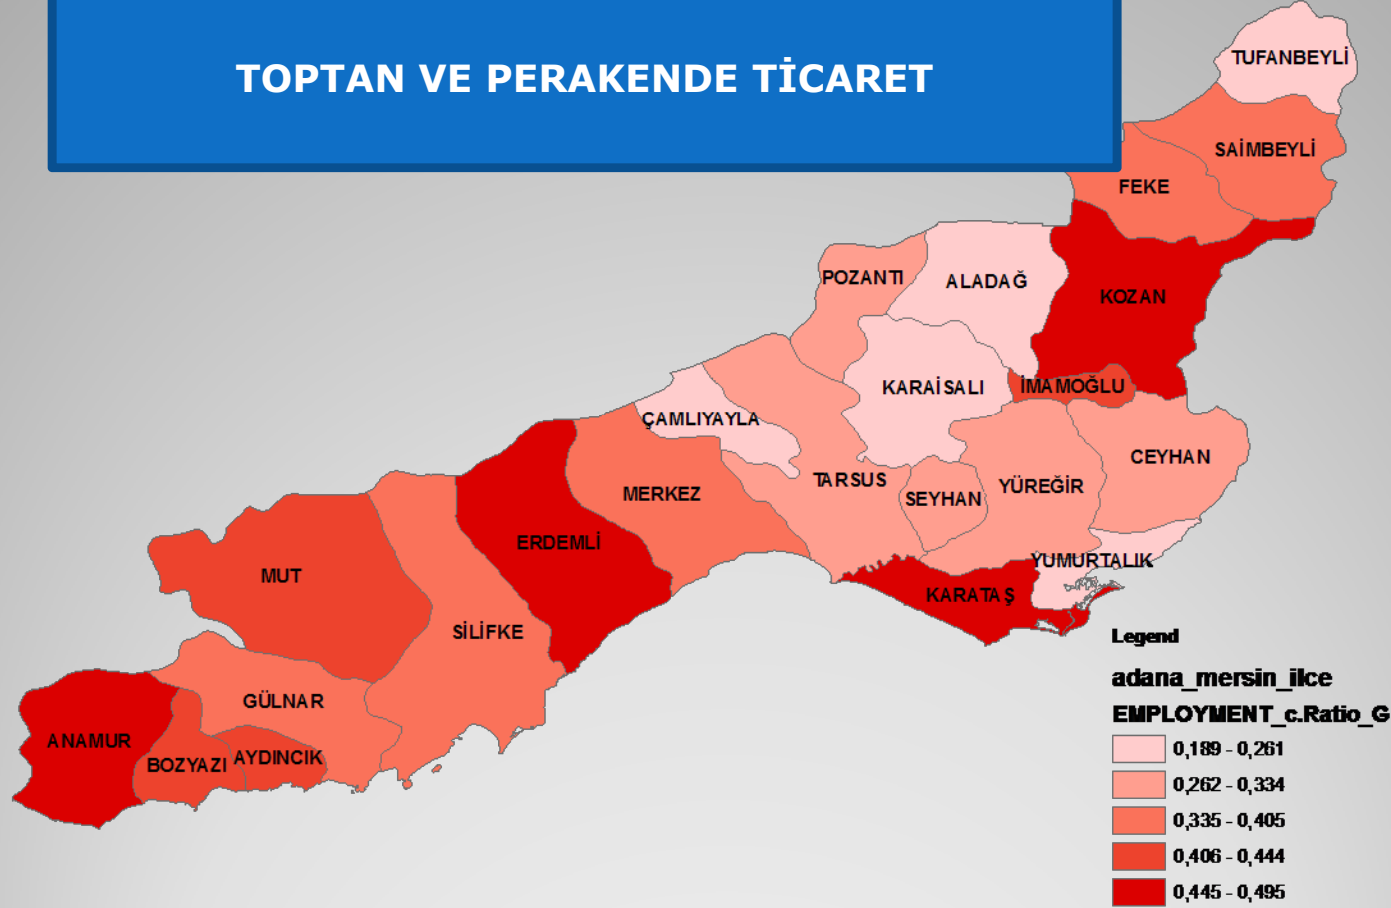 TOPTAN VE PERAKENDE TİCARET
TUFANBEYLİ
SAİMBEYLİ
FEKE
POZANTI
ALADAĞ
KOZAN
KARAİSALI
İMAMOĞLU
ÇAMLIYAYLA
CEYHAN
TARSUS
SEYHAN
YÜREĞİR
MERKEZ
ERDEMLİ
YUMURTALIK
MUT
KARATAŞ
SİLİFKE
GÜLNAR
ANAMUR
BOZYAZI
AYDINCIK
Legend
adana_mersin_ilce
EMPLOYMENT_c.Ratio_G
0,189 - 0,261
0,262 - 0,334
0,335 - 0,405
0,406 - 0,444
0,445 - 0,495